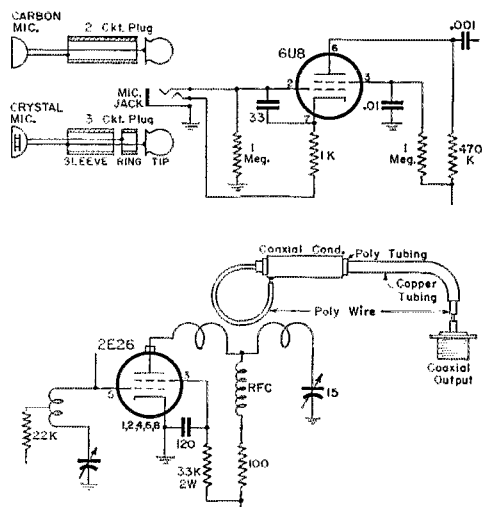 CARBON
MIC.
2 Ckt. Plug
CRYSTAL
MIC.
3 Ckt. Plug
SLEEVE RING TIP
MIC.
JACK
6U8
6
2
3
7
.001
33
.01
1
Meg.
1K
1
Meg.
470
K
Coaxial Cond.
Poly Tubing
Copper
Tubing
Poly Wire
Coaxial
Output
2E26
3
5
1,2,4,6,8
22K
120
33K
2W
RFC
100
15